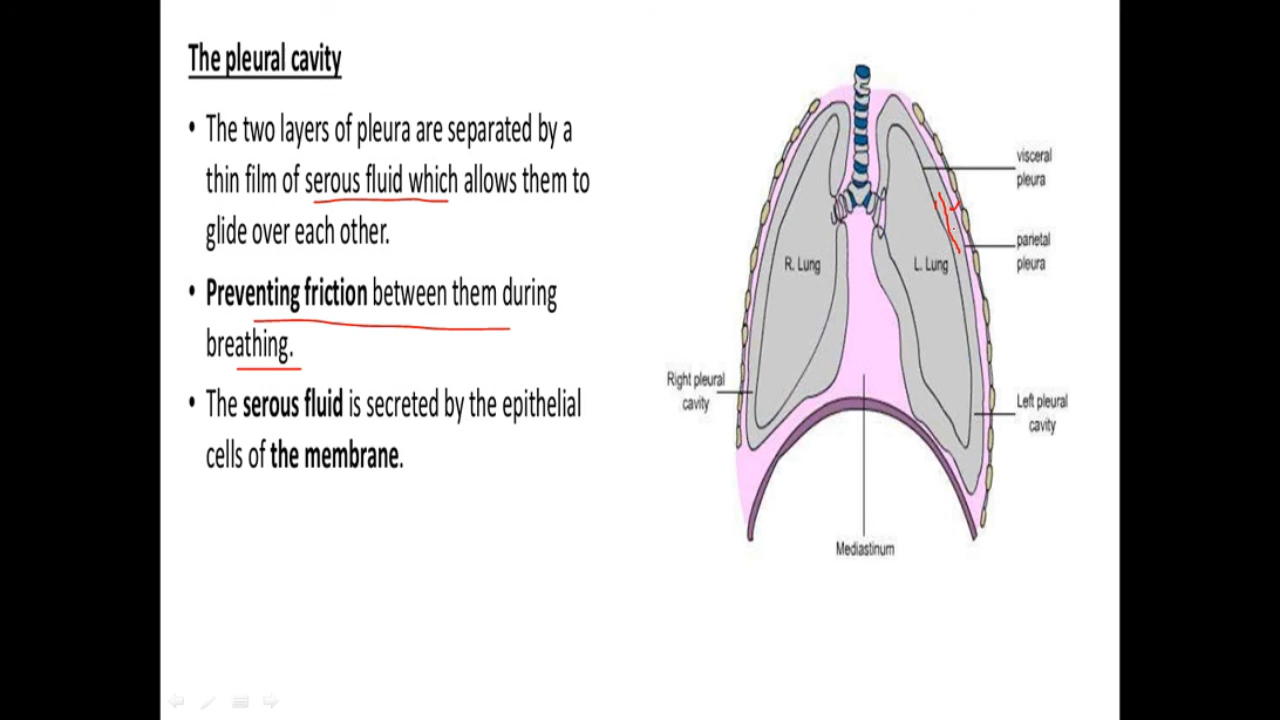 The pleural cavity
• The two layers of pleura are separated by a
thin film of serous fluid which allows them to
glide over each other.
• Preventing friction between them during
breathing.
• The serous fluid is secreted by the epithelial
cells of the membrane.
visceral
pleura
parietal
pleura
R. Lung
L. Lung
Right pleural
cavity
Left pleural
cavity
Mediastinum